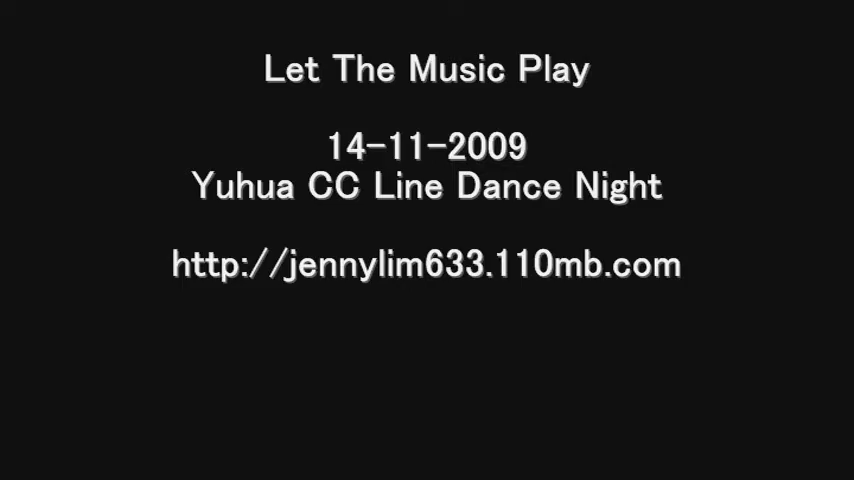 Let The Music Play
14-11-2009
Yuhua CC Line Dance Night
http://jennylim633.110mb.com